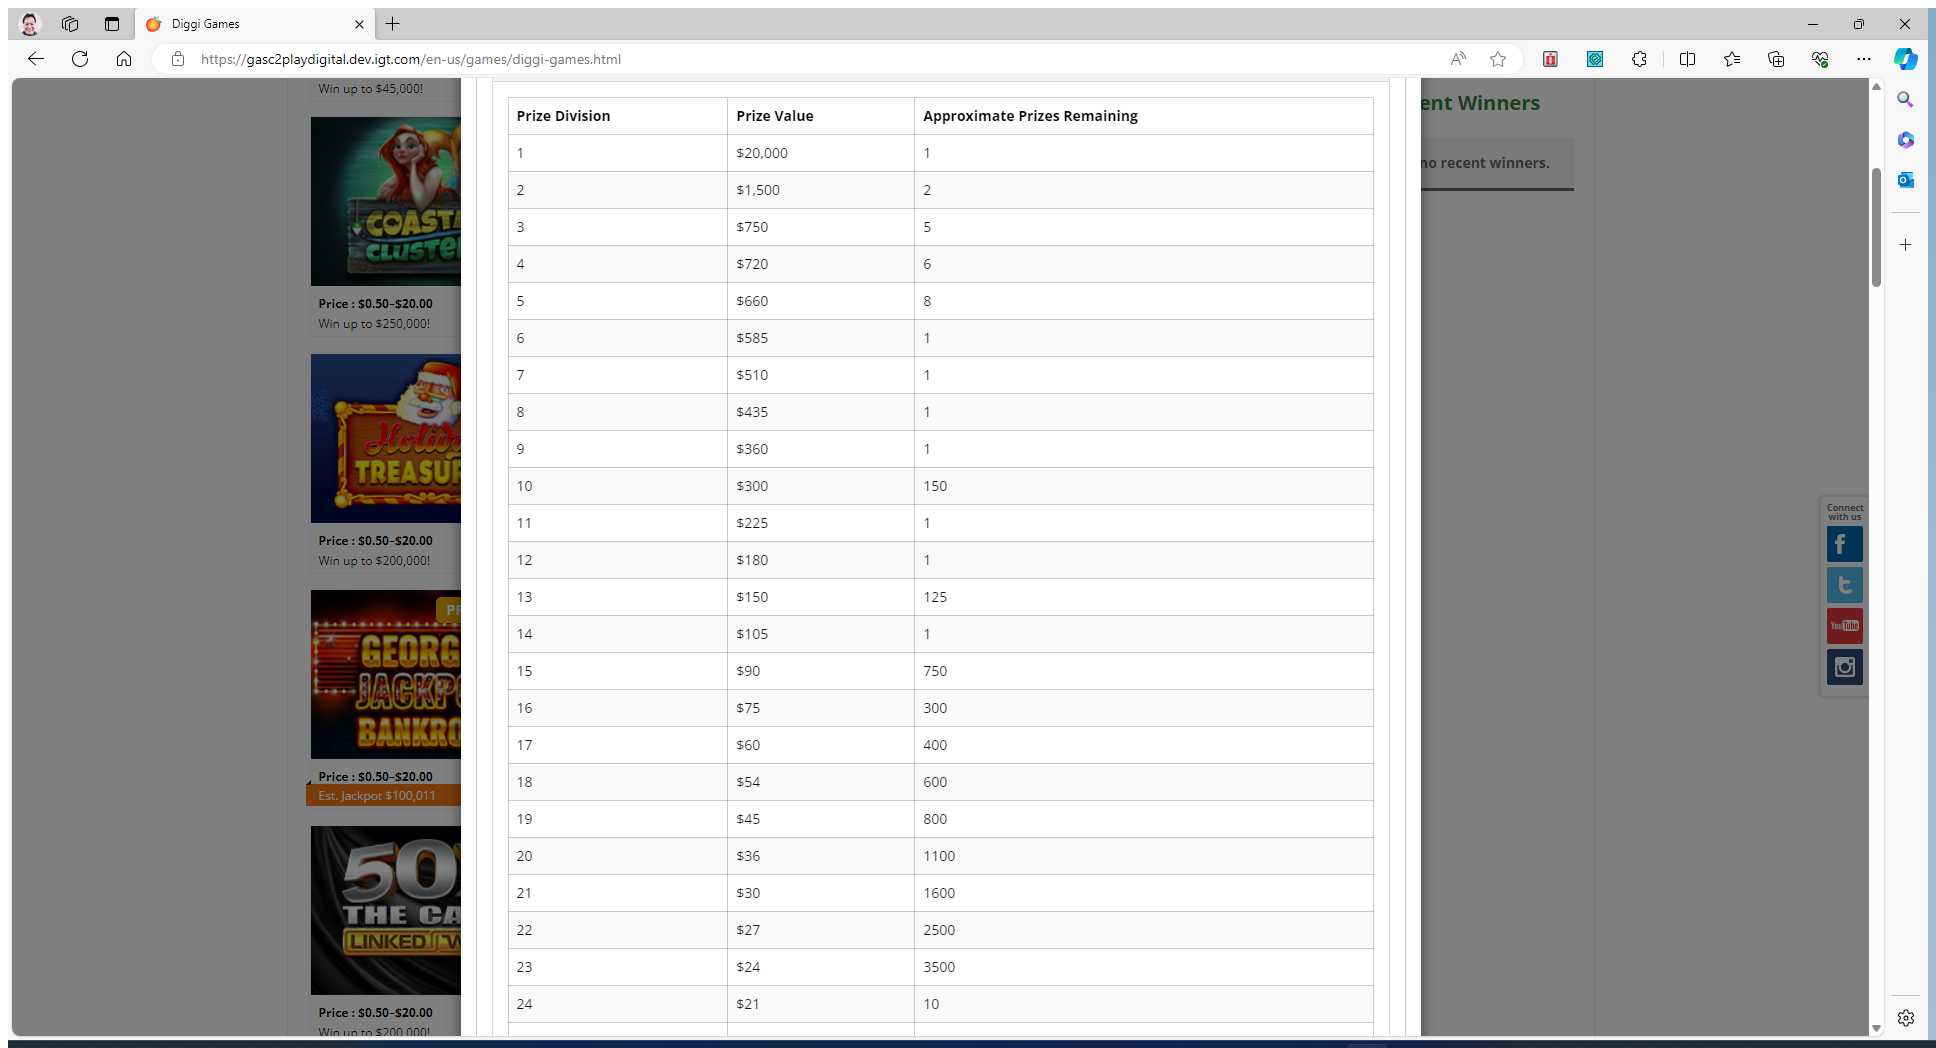 Diggi Games
https://gasc2playdigital.dev.igt.com/en-us/games/diggi-games.html
Win up to $45,000!
Price : $0.50–$20.00
Win up to $250,000!
TREASUR
Price : $0.50–$20.00
Win up to $200,000!
GEORG
JACKPO
BANKRO
Price : $0.50–$20.00
Est. Jackpot $100,011
50
THE CA
LINKED W
Price : $0.50–$20.00
Win up to $200,000!
Prize Division Prize Value Approximate Prizes Remaining
1 $20,000 1
2 $1,500 2
3 $750 5
4 $720 6
5 $660 8
6 $585 1
7 $510 1
8 $435 1
9 $360 1
10 $300 150
11 $225 1
12 $180 1
13 $150 125
14 $105 1
15 $90 750
16 $75 300
17 $60 400
18 $54 600
19 $45 800
20 $36 1100
21 $30 1600
22 $27 2500
23 $24 3500
24 $21 10
ent Winners
no recent winners.
Connect
with us
YouTube